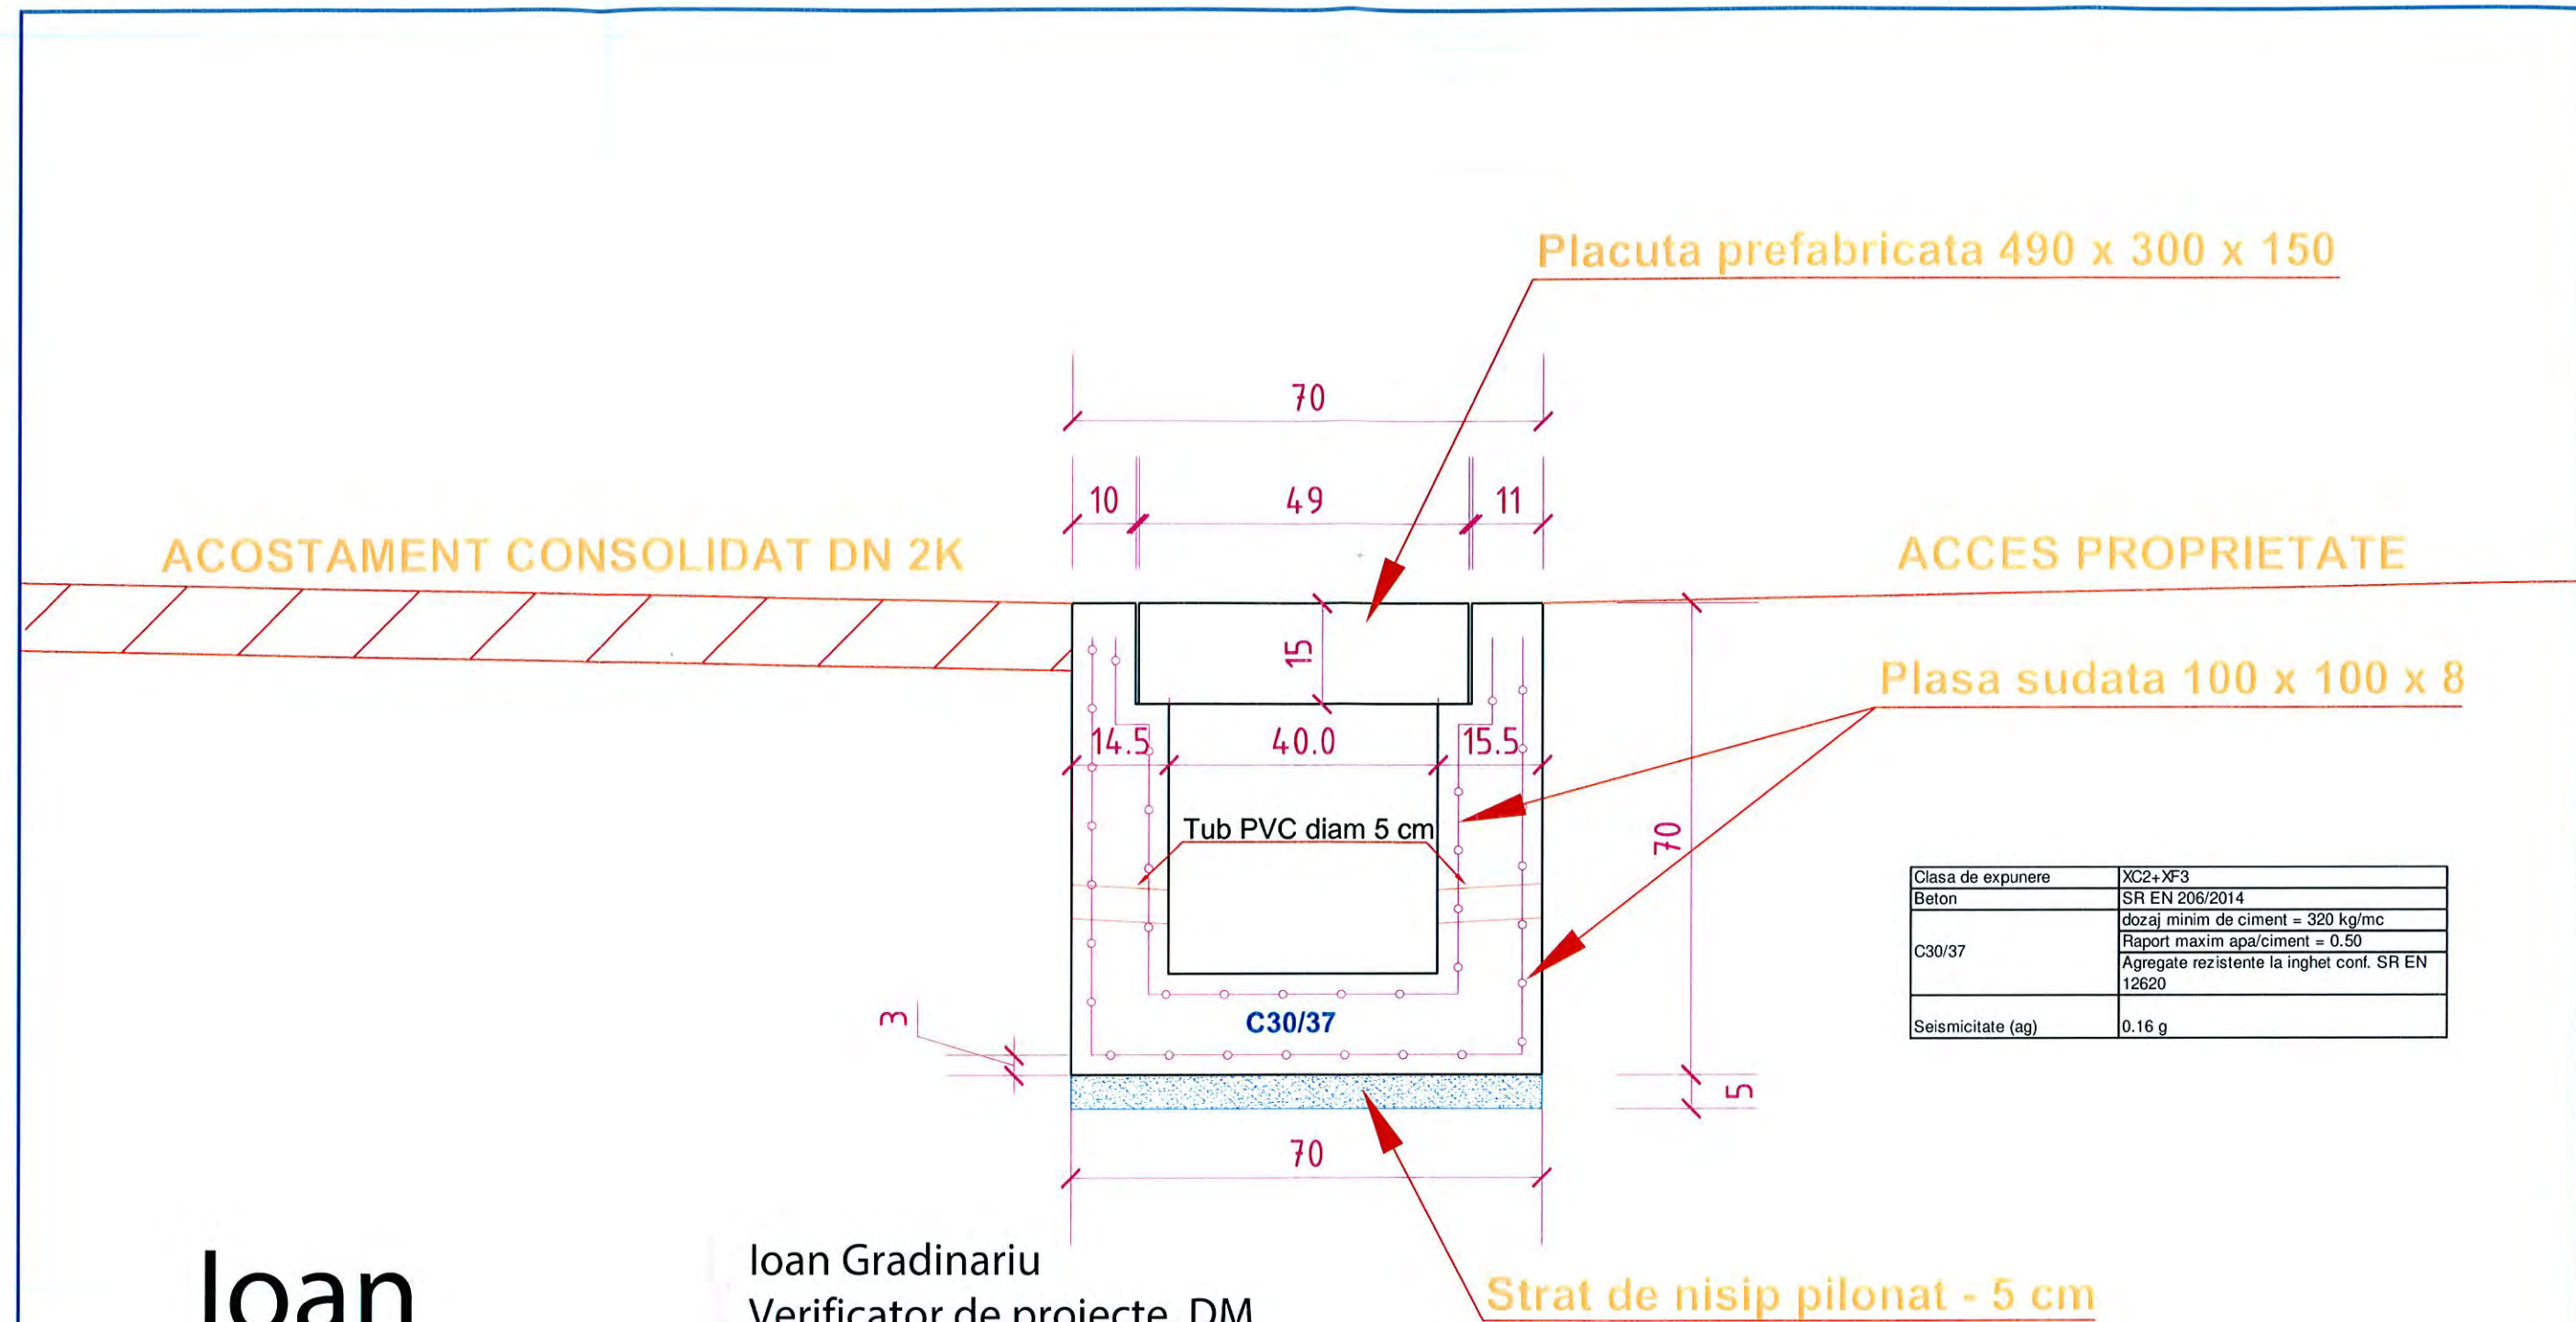 Placuta prefabricata 490 x 300 x 150
70
10
49
11
ACOSTAMENT CONSOLIDAT DN 2K
ACCES PROPRIETATE
15
Plasa sudata 100 x 100 x 8
14.5
40.0
15.5
Tub PVC diam 5 cm
70
Clasa de expunere XC2+XF3
Beton SR EN 206/2014
dozaj minim de ciment = 320 kg/mc
C30/37 Raport maxim apa/ciment = 0.50
Agregate rezistente la inghet conf. SR EN
12620
Seismicitate (ag) 0.16 g
3
C30/37
5
70
Ioan Gradinariu
Ioan
Verificator de proiecte, DM
Strat de nisip pilonat - 5 cm